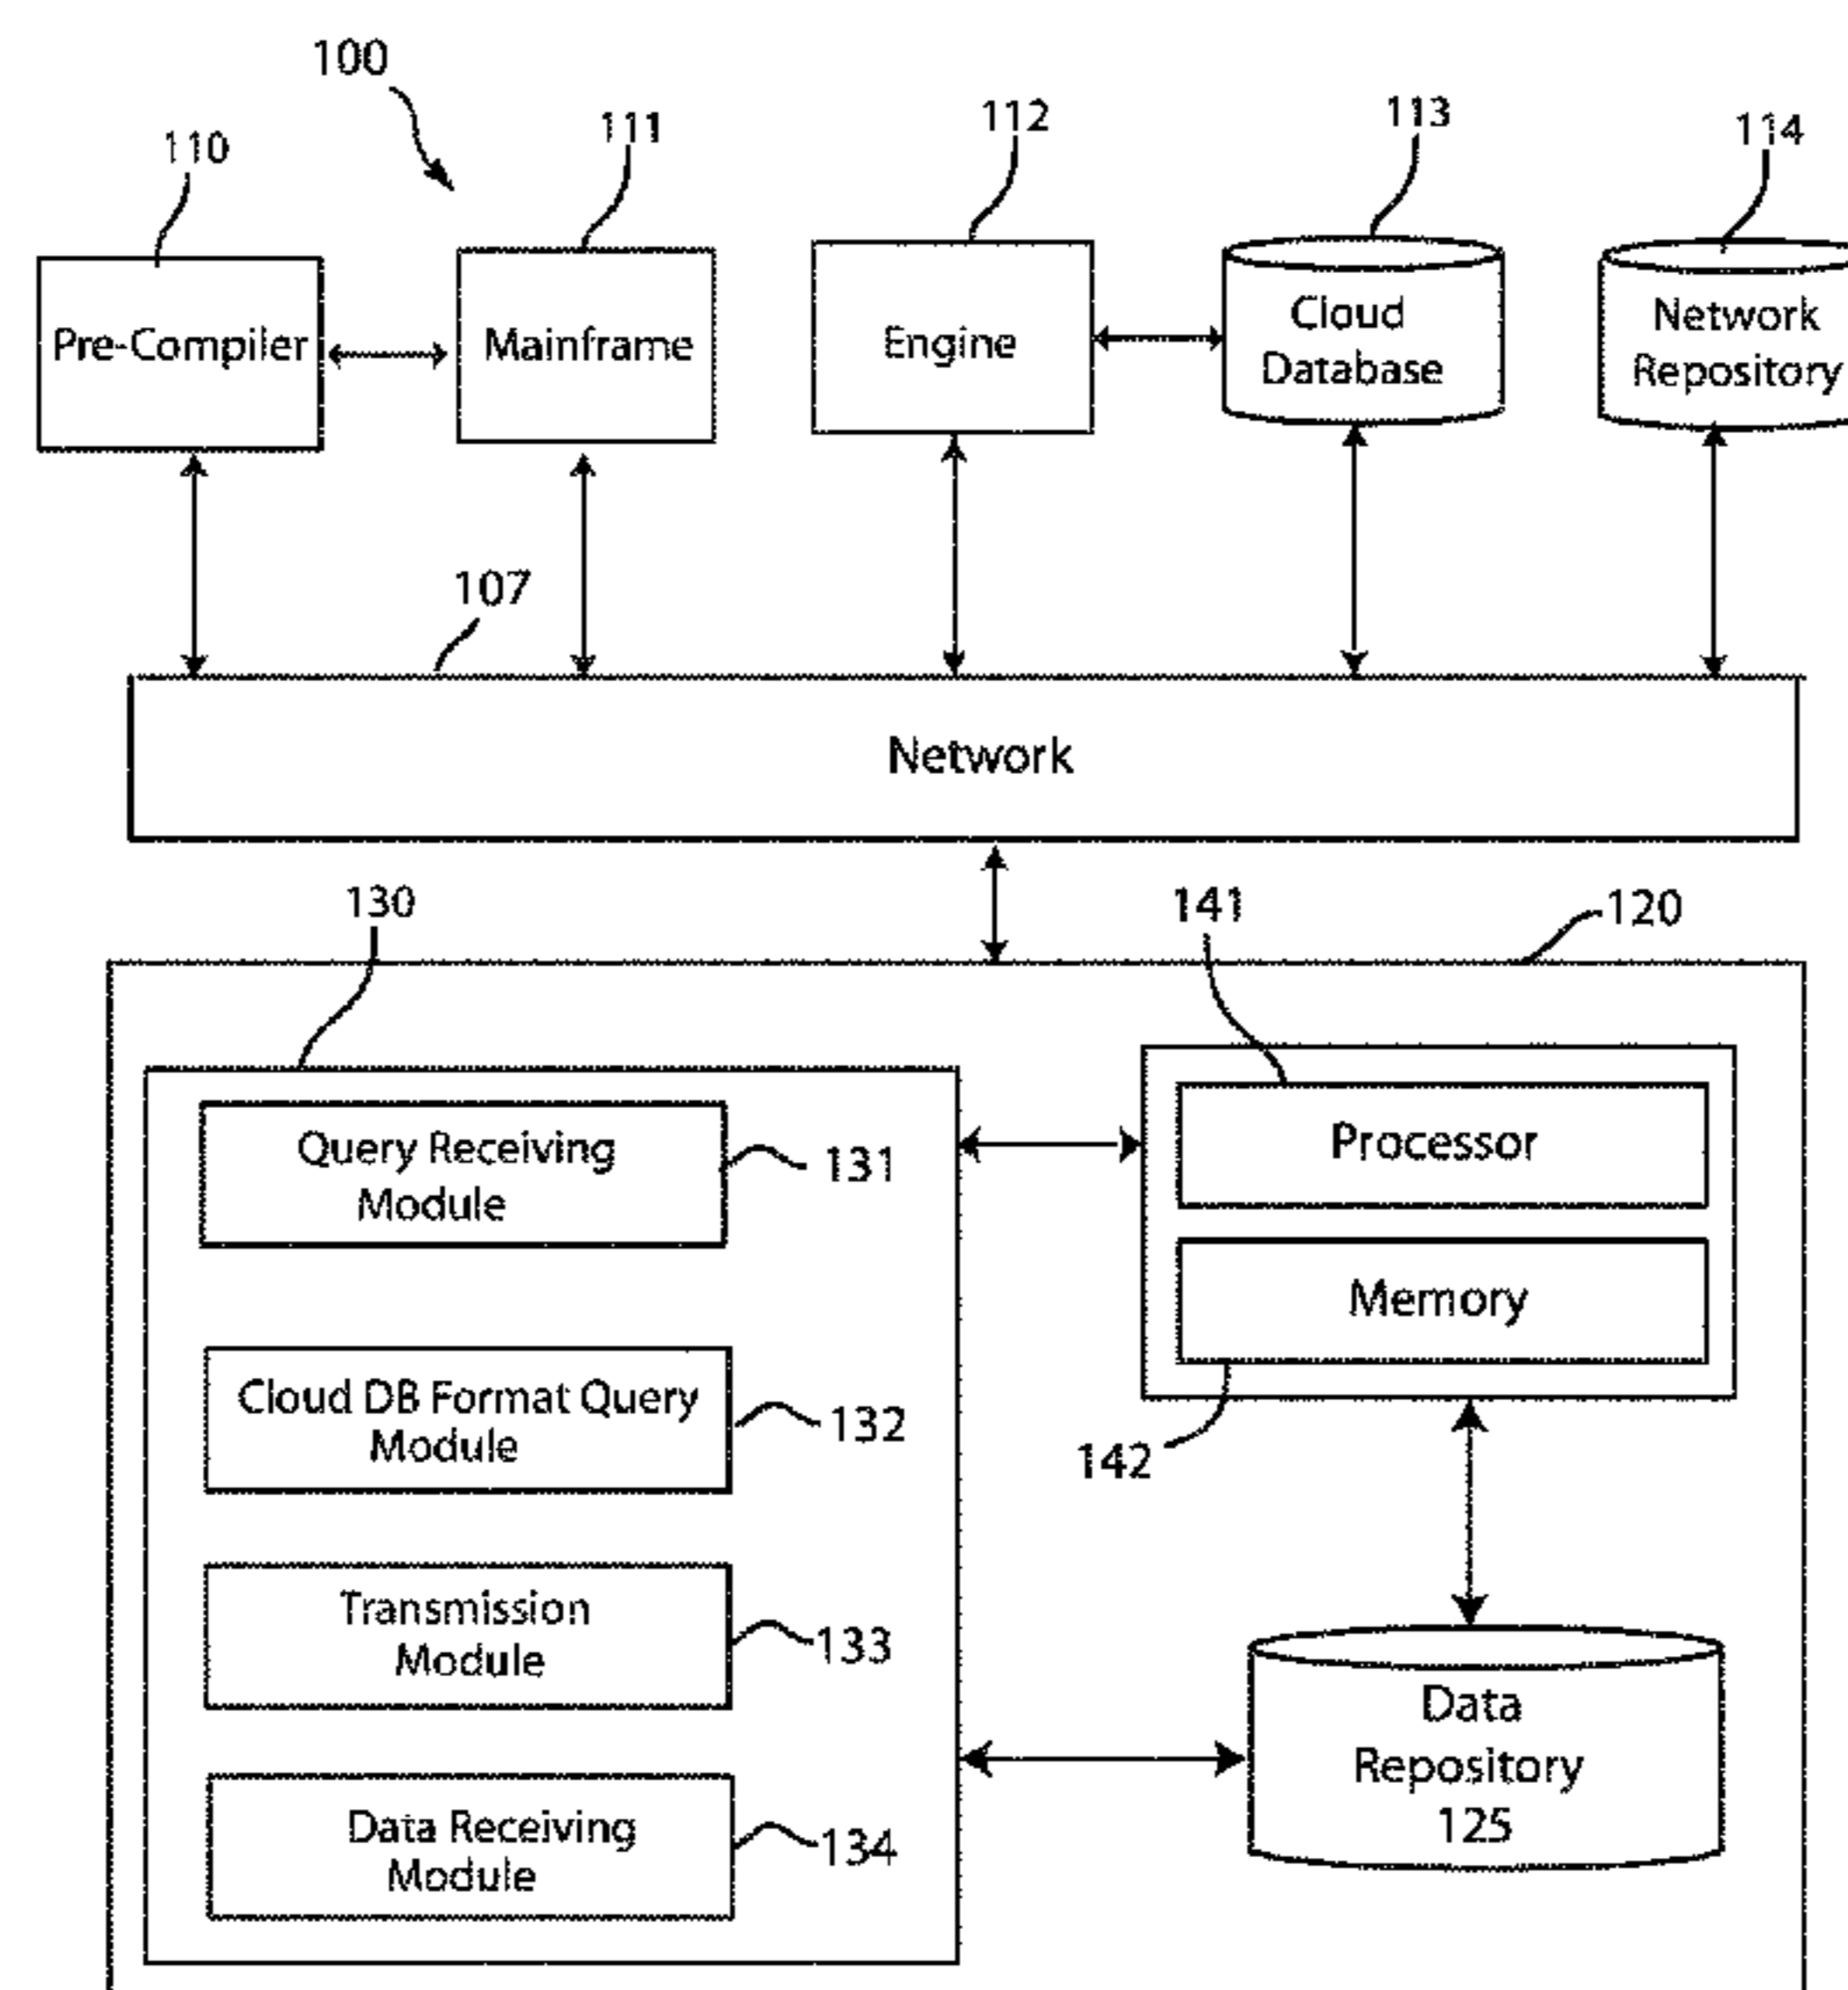 100
110
111
112
113
114
Pre-Compiler
Mainframe
Engine
Cloud
Database
Network
Repository
107
Network
130
141
120
Query Receiving
Module
131
Processor
Memory
Cloud DB Format Query
Module
132
142
Transmission
Module
133
Data
Repository
125
Data Receiving
Module
134